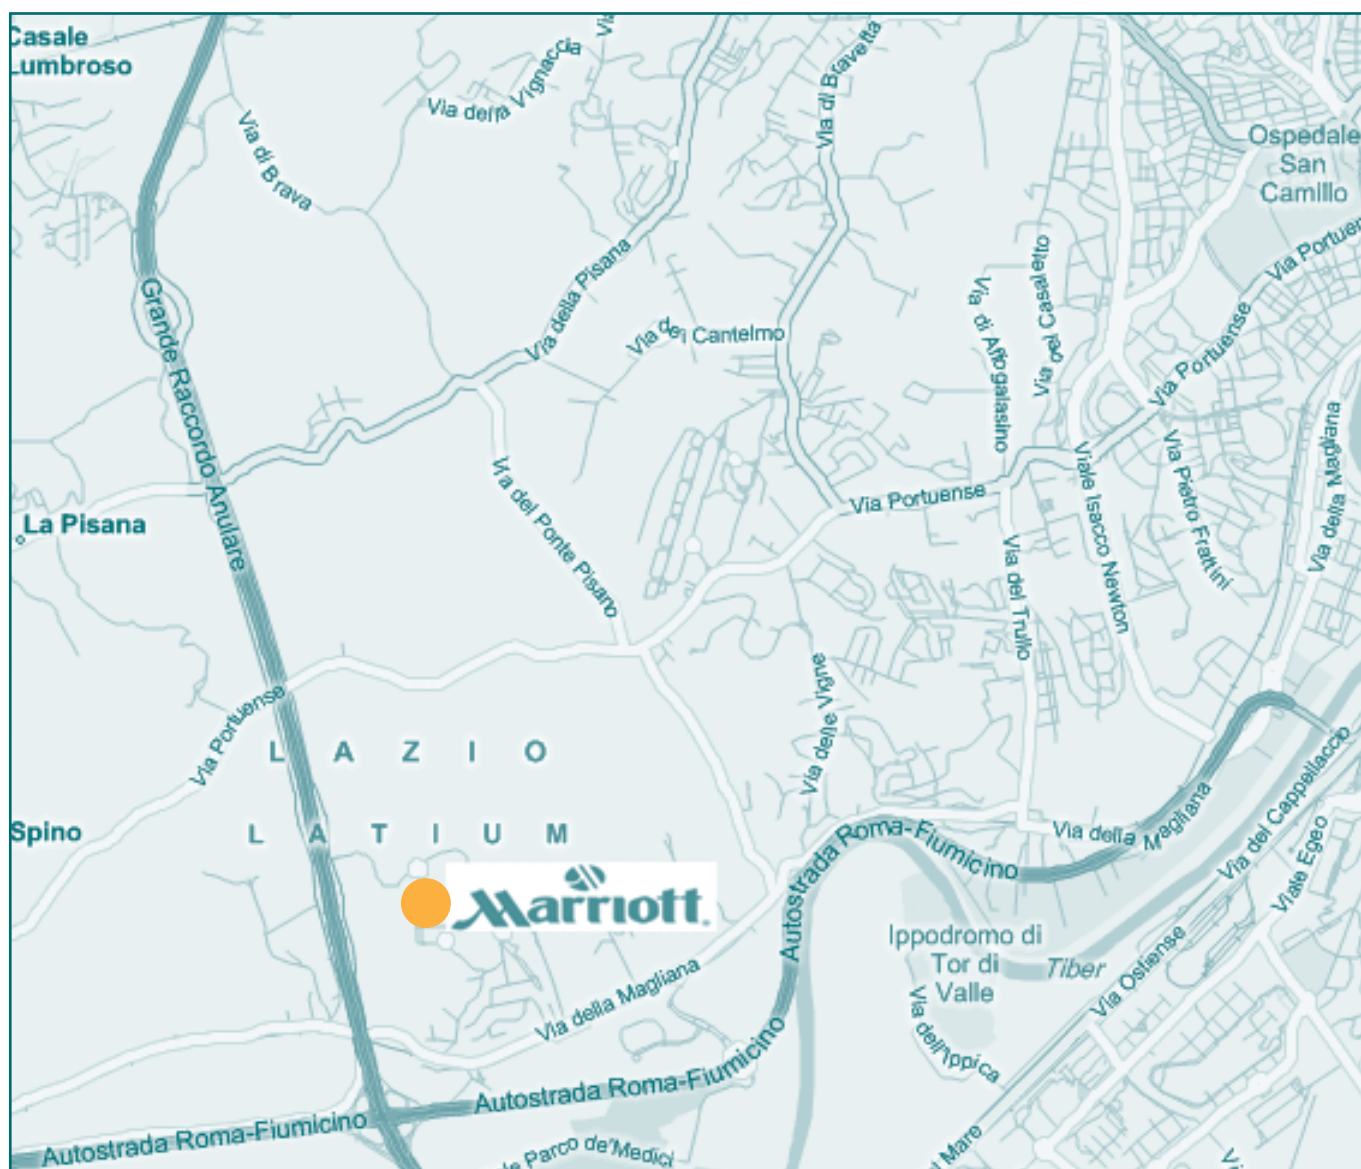 Casale
Lumbroso
Via della Vignaccia
Via di Bravetta
Via di Brava
Ospedale
San
Camillo
Via Portuen
Via della Pisana
Via dei Cantelmo
Via di Affogalasino
Via del Casaletto
Via Portuense
Grande Raccordo Anulare
Via della Magliana
Via Pietro Frattini
Viale Isacco Newton
Via Portuense
Via del Ponte Pisano
La Pisana
Via del Trullo
Via delle Vigne
Via Portuense
LAZIO
LATIUM
Spino
Marriott
Autostrada Roma-Fiumicino
Via della Magliana
Via del Cappellaccio
Viale Egeo
Ippodromo di
Tor di
Valle
Tiber
Via Ostiense
Via dell'Ippica
Via della Magliana
Autostrada Roma-Fiumicino
Autostrada Roma-Fiumicino
Parco de'Medici
Mare